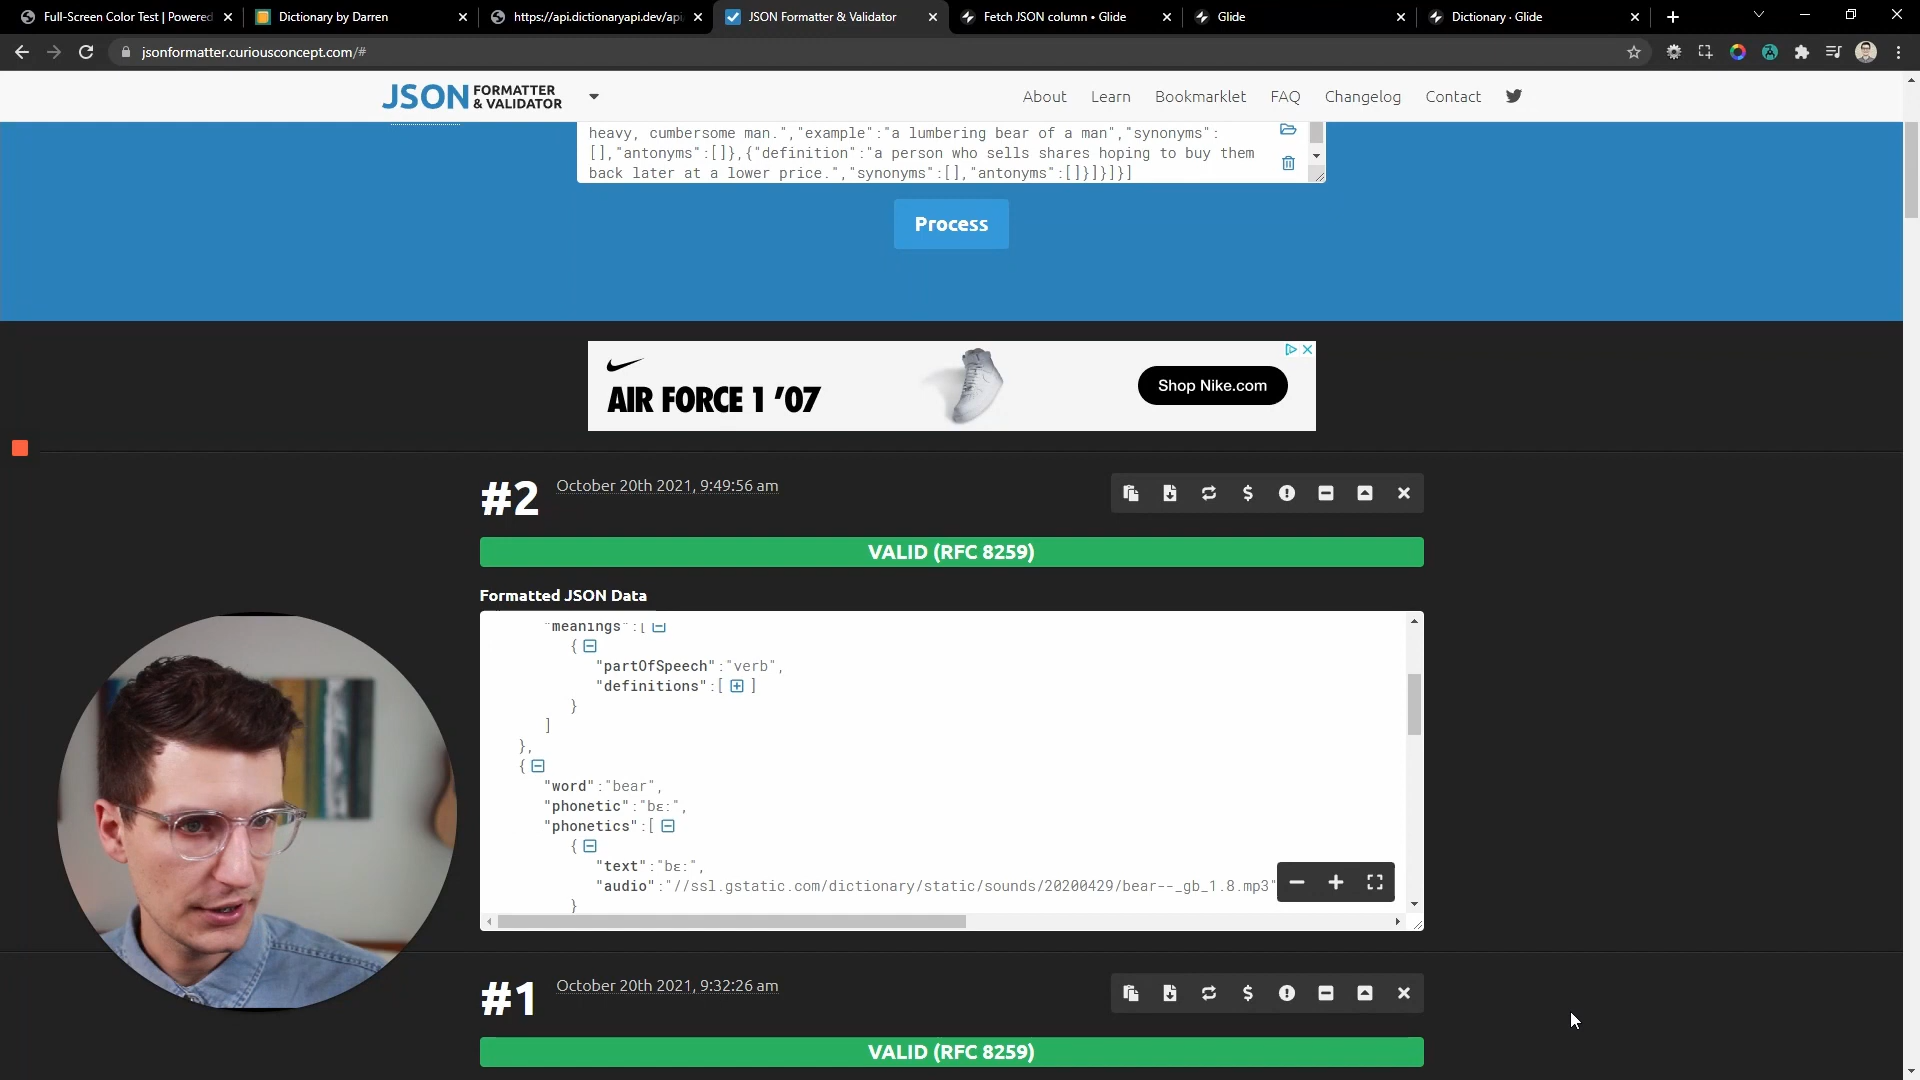 Full-Screen Color Test | Powered
Dictionary by Darren
https://api.dictionaryapi.dev/api
JSON Formatter & Validator
Fetch JSON column • Glide
Glide
Dictionary · Glide
jsonformatter.curiousconcept.com/#
JSON FORMATTER & VALIDATOR
About
Learn
Bookmarklet
FAQ
Changelog
Contact
heavy, cumbersome man.","example":"a lumbering bear of a man","synonyms":
[],"antonyms":[]},{"definition":"a person who sells shares hoping to buy them
back later at a lower price.","synonyms":[],"antonyms":[]}]}]}]
Process
AIR FORCE 1 '07
Shop Nike.com
#2
October 20th 2021, 9:49:56 am
VALID (RFC 8259)
Formatted JSON Data
"meanings":[
{
"partOfSpeech":"verb",
"definitions":[ ]
}
]
},
{
"word":"bear",
"phonetic":"bɛː",
"phonetics":[
{
"text":"bɛː",
"audio":"//ssl.gstatic.com/dictionary/static/sounds/20200429/bear--_gb_1.8.mp3"
}
#1
October 20th 2021, 9:32:26 am
VALID (RFC 8259)